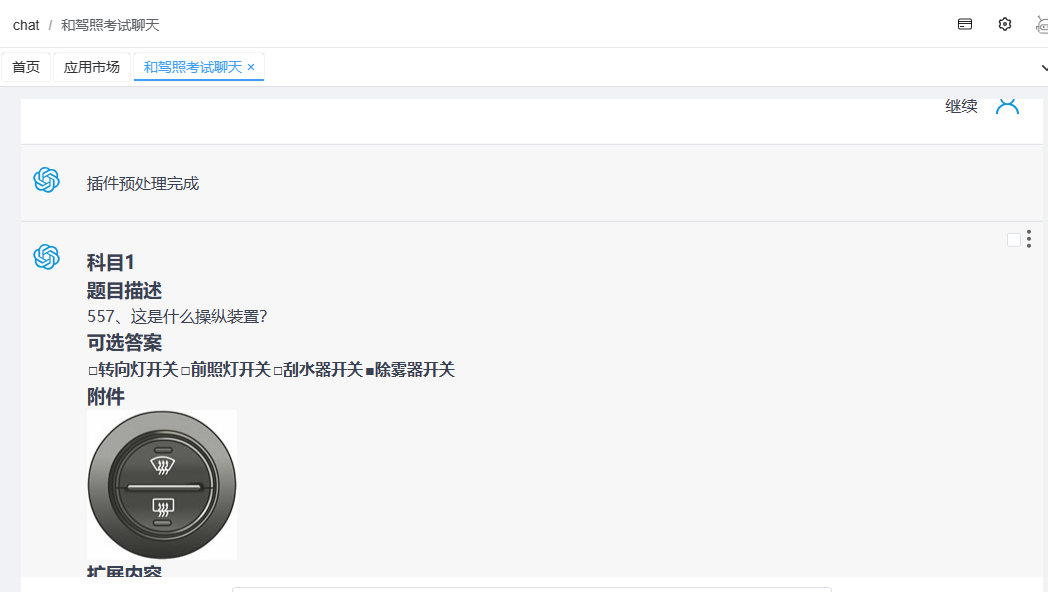 chat / 和驾照考试聊天
首页 应用市场 和驾照考试聊天 ×
继续
插件预处理完成
科目1
题目描述
557、这是什么操纵装置?
可选答案
□转向灯开关□前照灯开关□刮水器开关■除雾器开关
附件
扩展内容